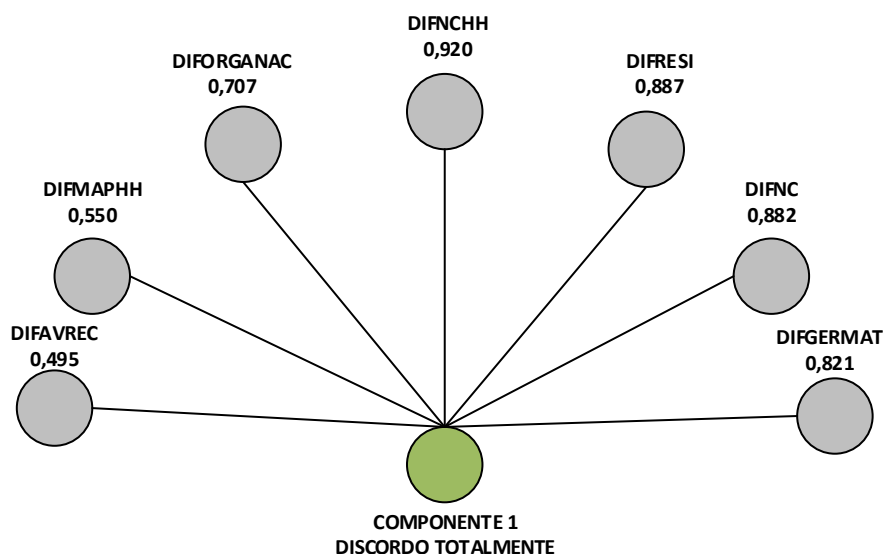 DIFNCHH
0,920
DIFORGANAC
0,707
DIFRESI
0,887
DIFMAPHH
0,550
DIFNC
0,882
DIFAVREC
0,495
DIFGERMAT
0,821
COMPONENTE 1
DISCORDO TOTALMENTE